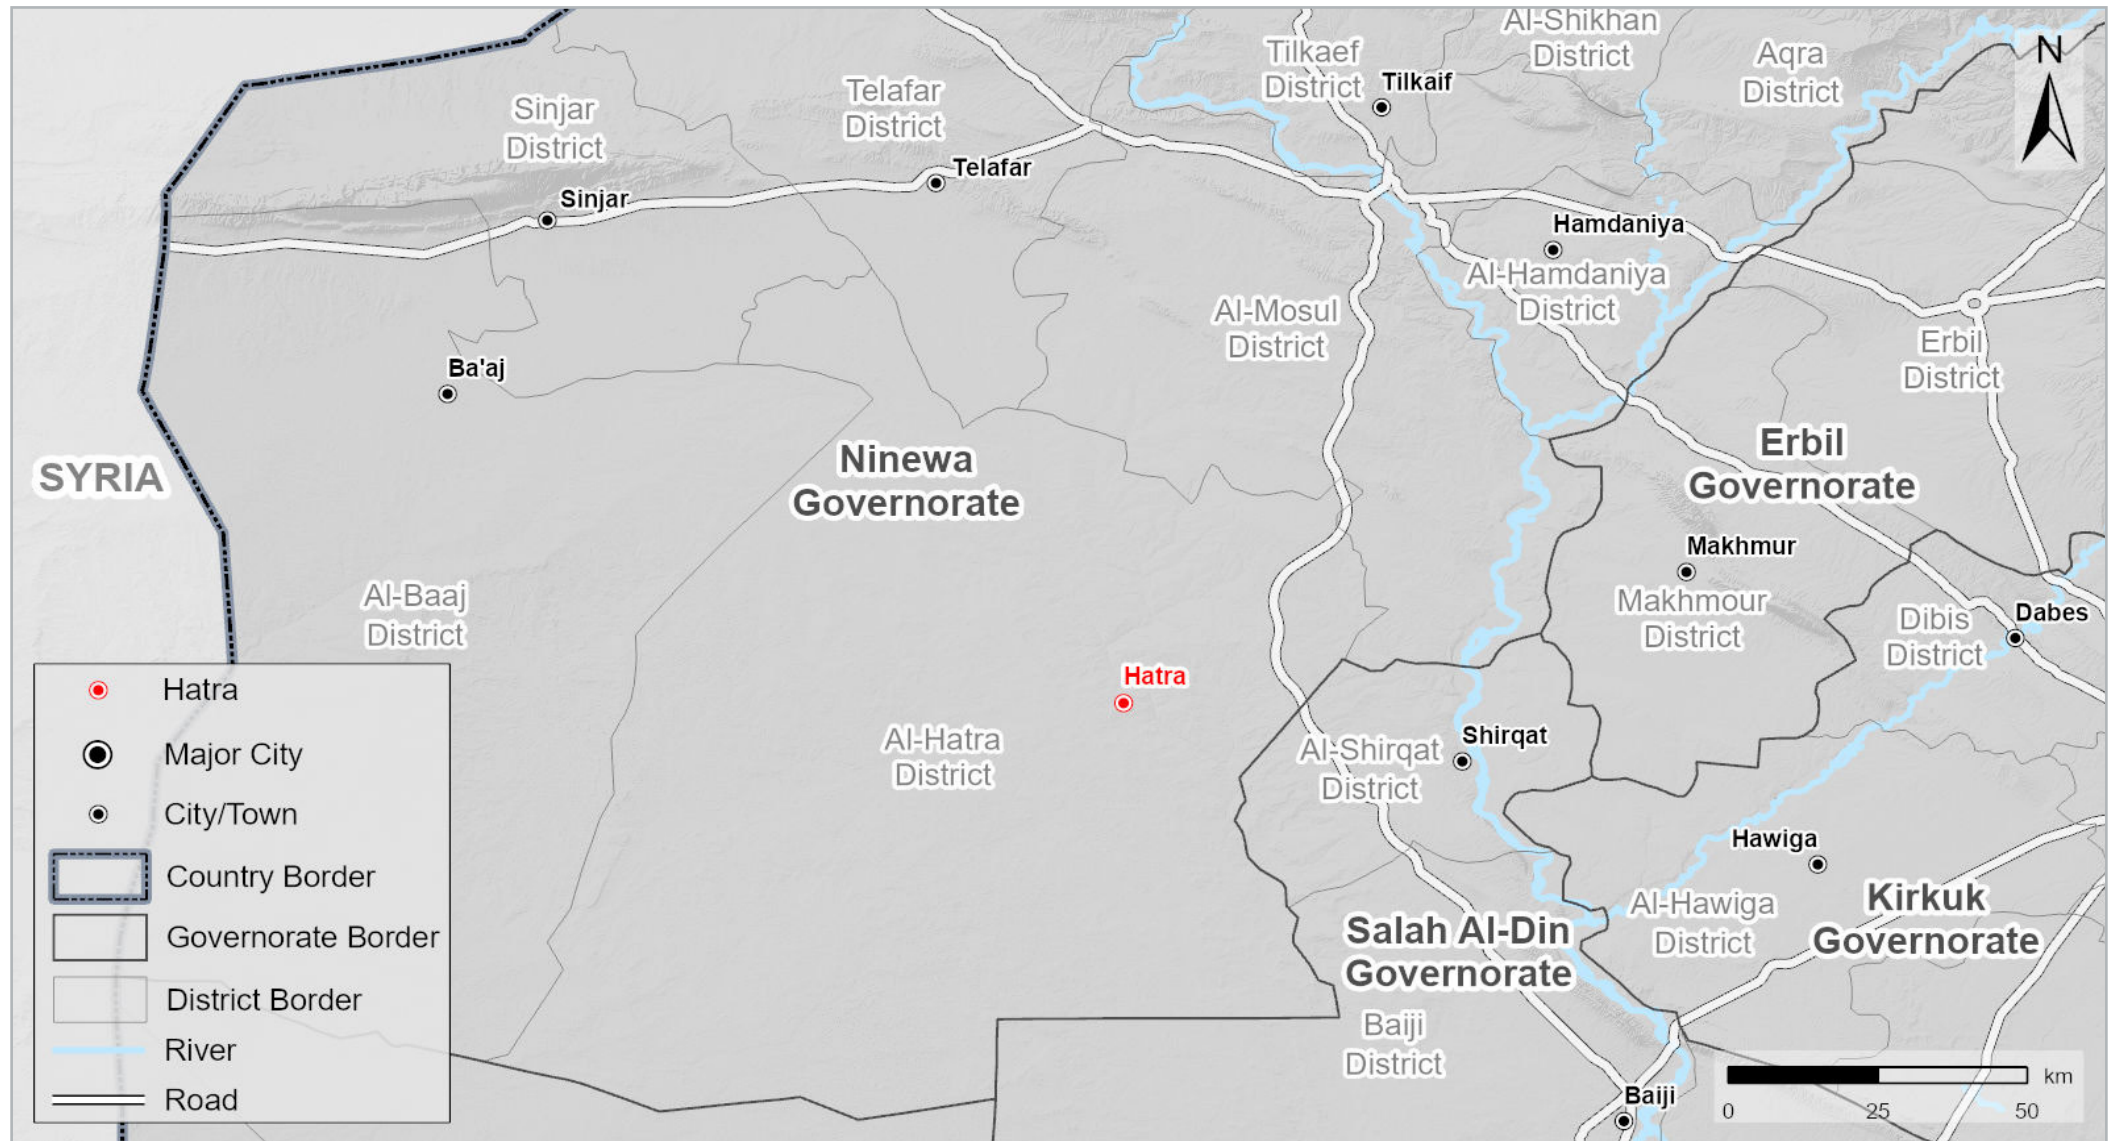 Al-Shikhan
District
Tilkaef
District
Tilkaif
Aqra
District
N
Sinjar
District
Telafar
District
Telafar
Sinjar
Hamdaniya
Al-Hamdaniya
District
Al-Mosul
District
Erbil
District
Ba'aj
SYRIA
Ninewa
Governorate
Erbil
Governorate
Makhmur
Makhmour
District
Dabes
Dibis
District
Al-Baaj
District
Hatra
Al-Hatra
District
Shirqat
Al-Shirqat
District
Hawiga
Al-Hawiga
District
Kirkuk
Governorate
Salah Al-Din
Governorate
Baiji
District
Baiji
Hatra
Major City
City/Town
Country Border
Governorate Border
District Border
River
Road
km
0 25 50